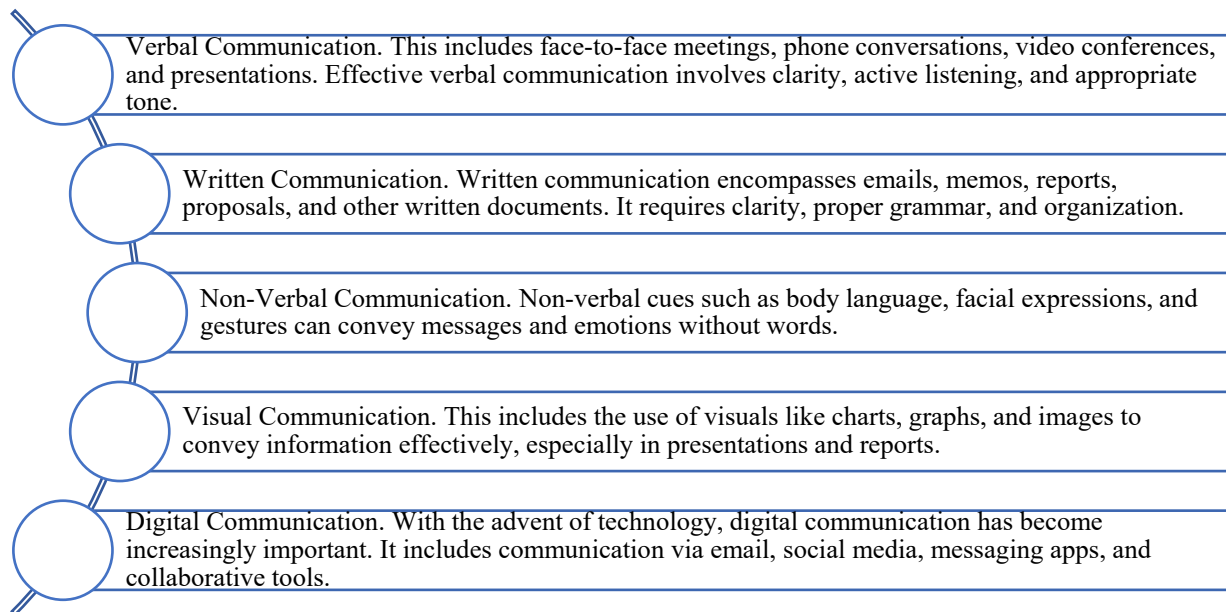 Verbal Communication. This includes face-to-face meetings, phone conversations, video conferences,
and presentations. Effective verbal communication involves clarity, active listening, and appropriate
tone.
Written Communication. Written communication encompasses emails, memos, reports,
proposals, and other written documents. It requires clarity, proper grammar, and organization.
Non-Verbal Communication. Non-verbal cues such as body language, facial expressions, and
gestures can convey messages and emotions without words.
Visual Communication. This includes the use of visuals like charts, graphs, and images to
convey information effectively, especially in presentations and reports.
Digital Communication. With the advent of technology, digital communication has become
increasingly important. It includes communication via email, social media, messaging apps, and
collaborative tools.